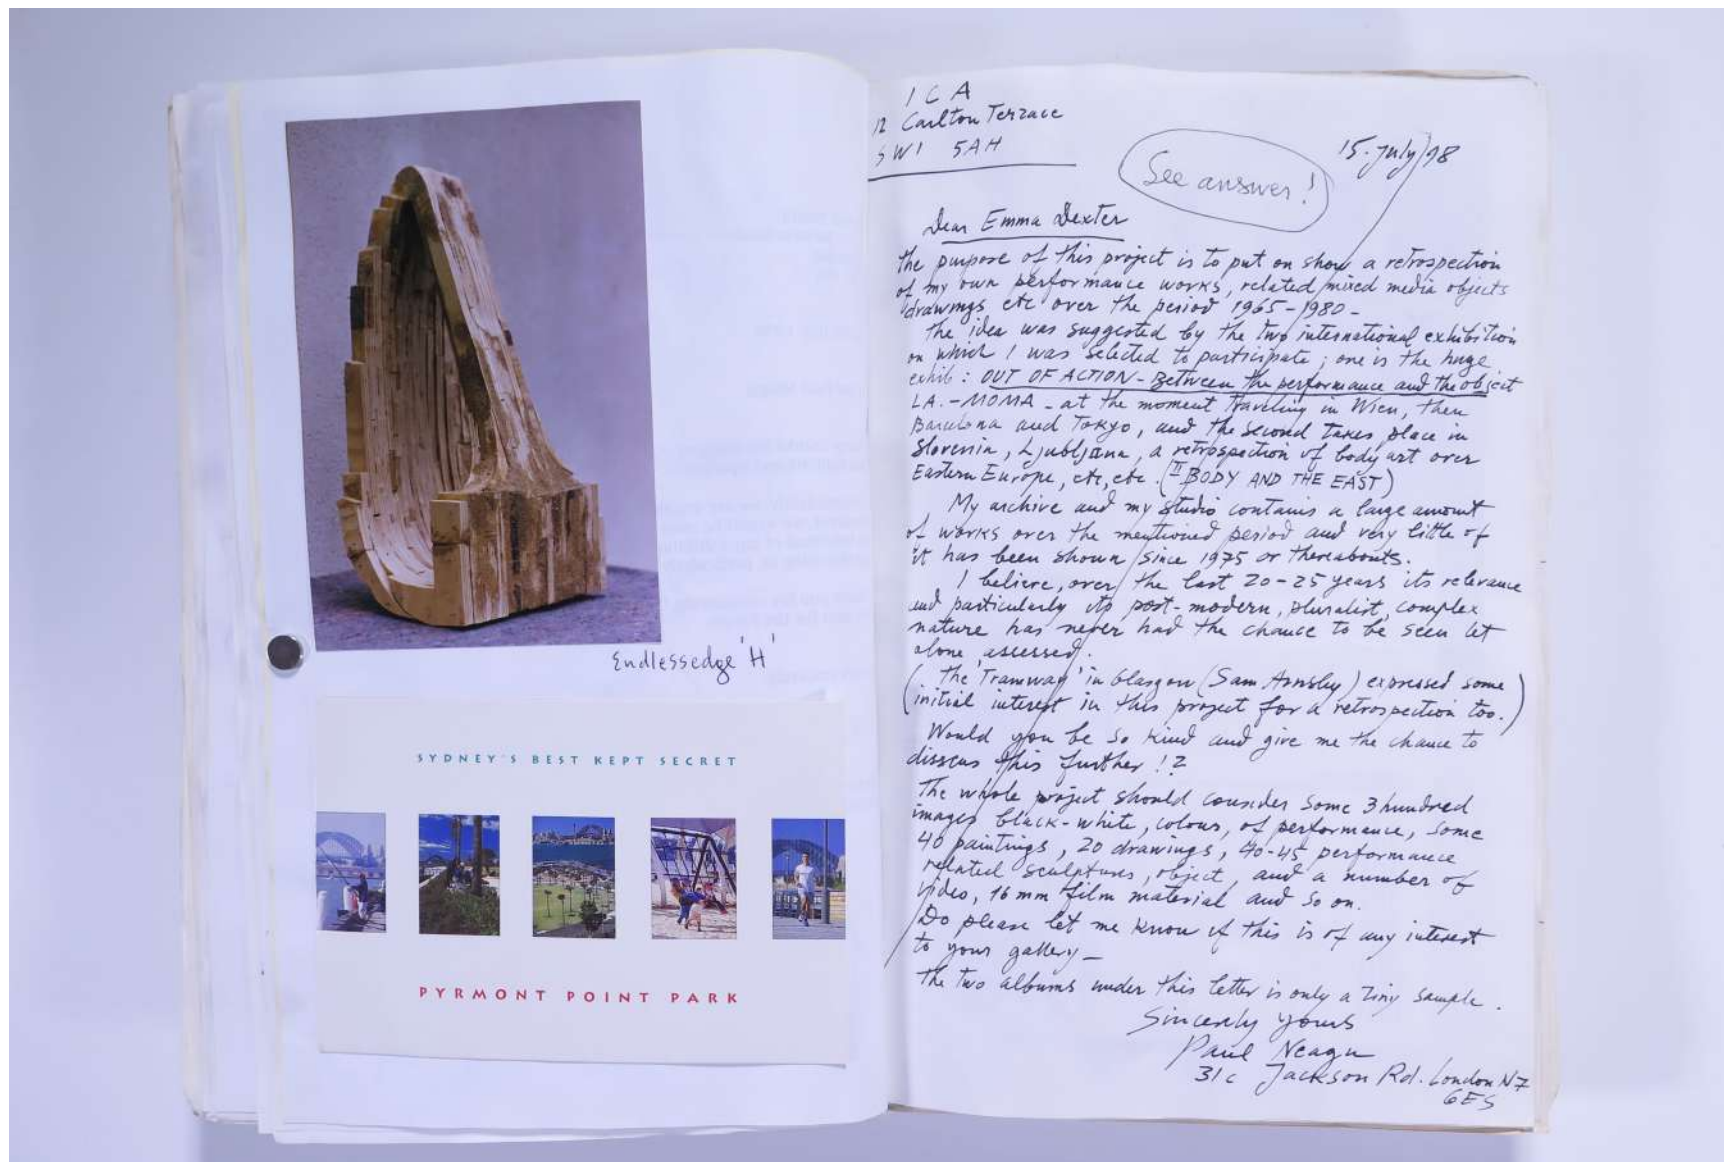 Endlessedge 'H'
SYDNEY'S BEST KEPT SECRET
PYRMONT POINT PARK
ICA
12 Carlton Terrace
SW1 5AH
See answer!
15. July 98
Dear Emma Dexter
the purpose of this project is to put on show a retrospection
of my own performance works, related mixed media objects
drawings etc over the period 1965-1980-
The idea was suggested by the two international exhibition
on which I was selected to participate; one is the huge
exhib: OUT OF ACTION - Between the performance and the object
LA. - MOMA - at the moment traveling in Wien, then
Barcelona and Tokyo, and the second takes place in
Slovenia, Ljubljana, a retrospection of body art over
Eastern Europe, etc, etc. (II BODY AND THE EAST)
My archive and my studio contains a large amount
of works over the mentioned period and very little of
it has been shown since 1975 or thereabouts.
I believe, over the last 20-25 years its relevance
and particularly its post-modern, pluralist, complex
nature has never had the chance to be seen let
alone assessed.
(The 'Tramway' in Glasgow (Sam Ainsley) expressed some
initial interest in this project for a retrospection too.)
Would you be so kind and give me the chance to
disscus this further!?
The whole project should consider some 3 hundred
images black-white, colour, of performance, some
40 paintings, 20 drawings, 40-45 performance
related sculptures, object, and a number of
video, 16 mm film material and so on.
Do please let me know if this is of any interest
to your gallery -
The two albums under this letter is only a tiny sample.
Sincerely yours
Paul Neagu
31c Jackson Rd. London N7
6ES